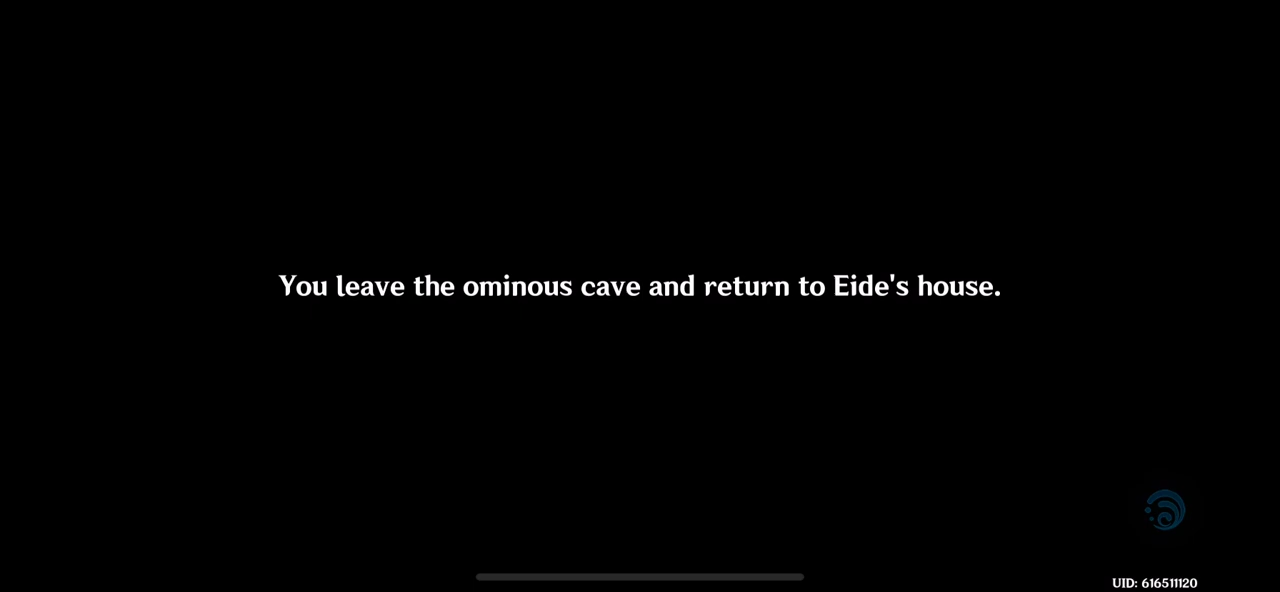 You leave the ominous cave and return to Eide's house.
UID: 616511120